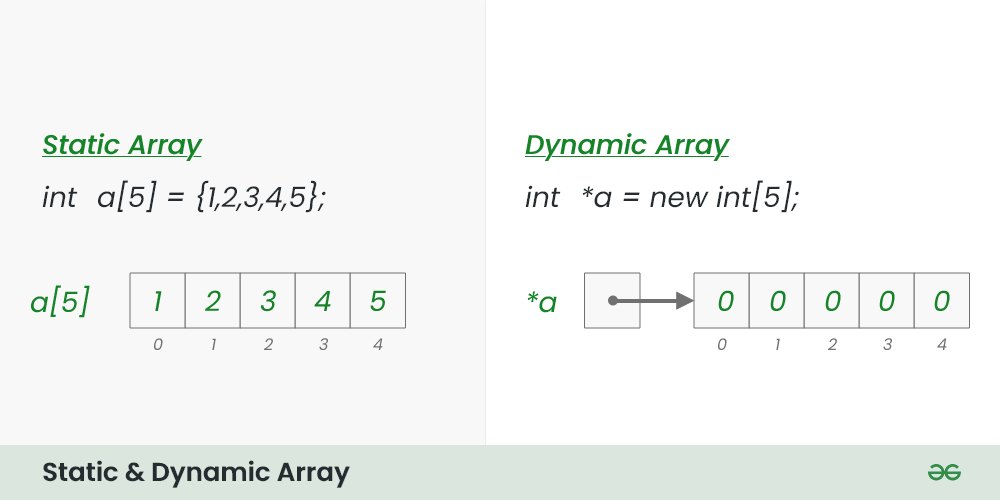 Static Array
int a[5] = {1,2,3,4,5};
a[5] 1 2 3 4 5
0 1 2 3 4
Dynamic Array
int *a = new int[5];
*a 0 0 0 0 0
0 1 2 3 4
Static & Dynamic Array